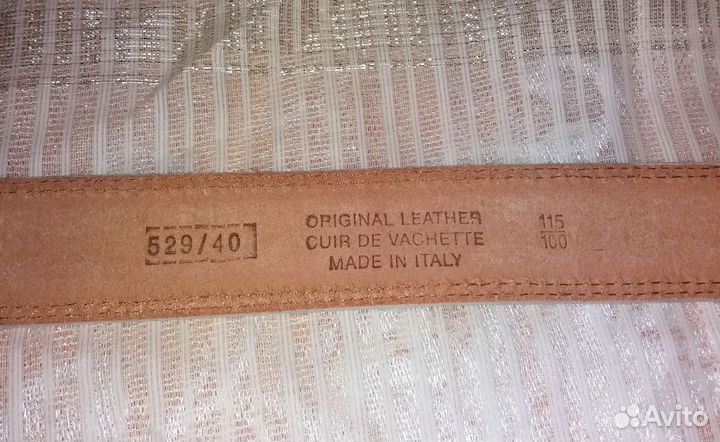 529/40
ORIGINAL LEATHER
CUIR DE VACHETTE
MADE IN ITALY
115
100
Avito